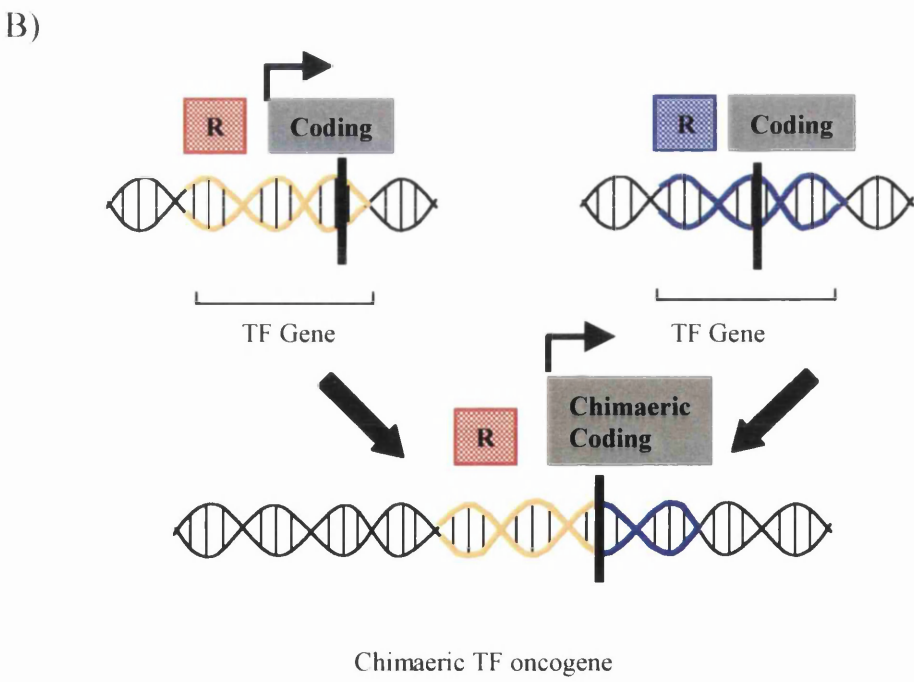 B)
R
Coding
R
Coding
TF Gene
TF Gene
R
Chimaeric
Coding
Chimaeric TF oncogene